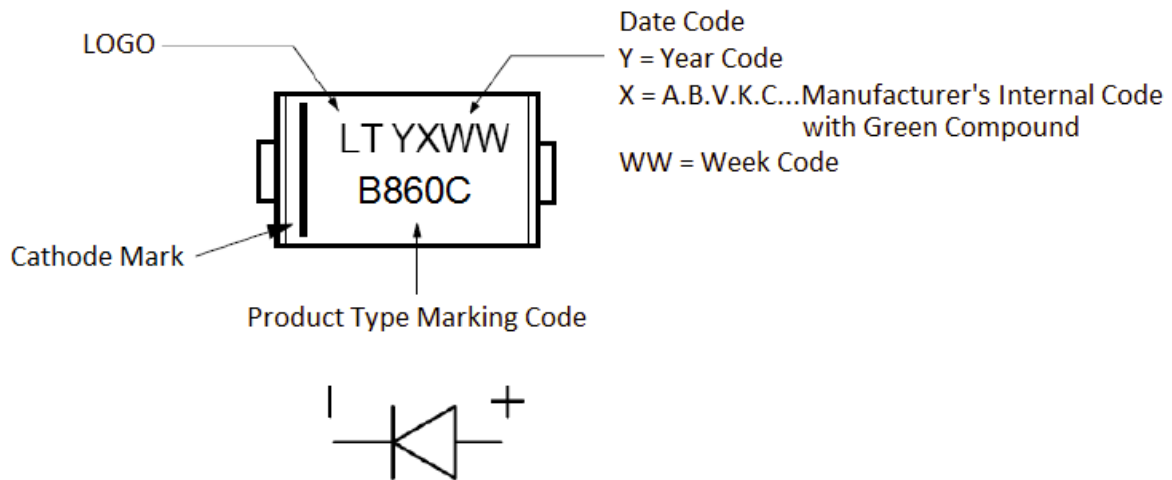 LOGO
Date Code
Y = Year Code
X = A.B.V.K.C...Manufacturer's Internal Code
with Green Compound
WW = Week Code
LT YXWW
B860C
Cathode Mark
Product Type Marking Code
| +